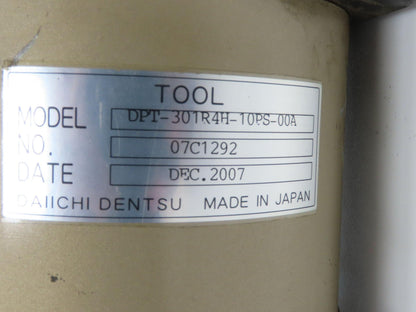 TOOL
MODEL DPT-301R4H-10PS-00A
NO. 07C1292
DATE DEC.2007
DAIICHI DENTSU MADE IN JAPAN